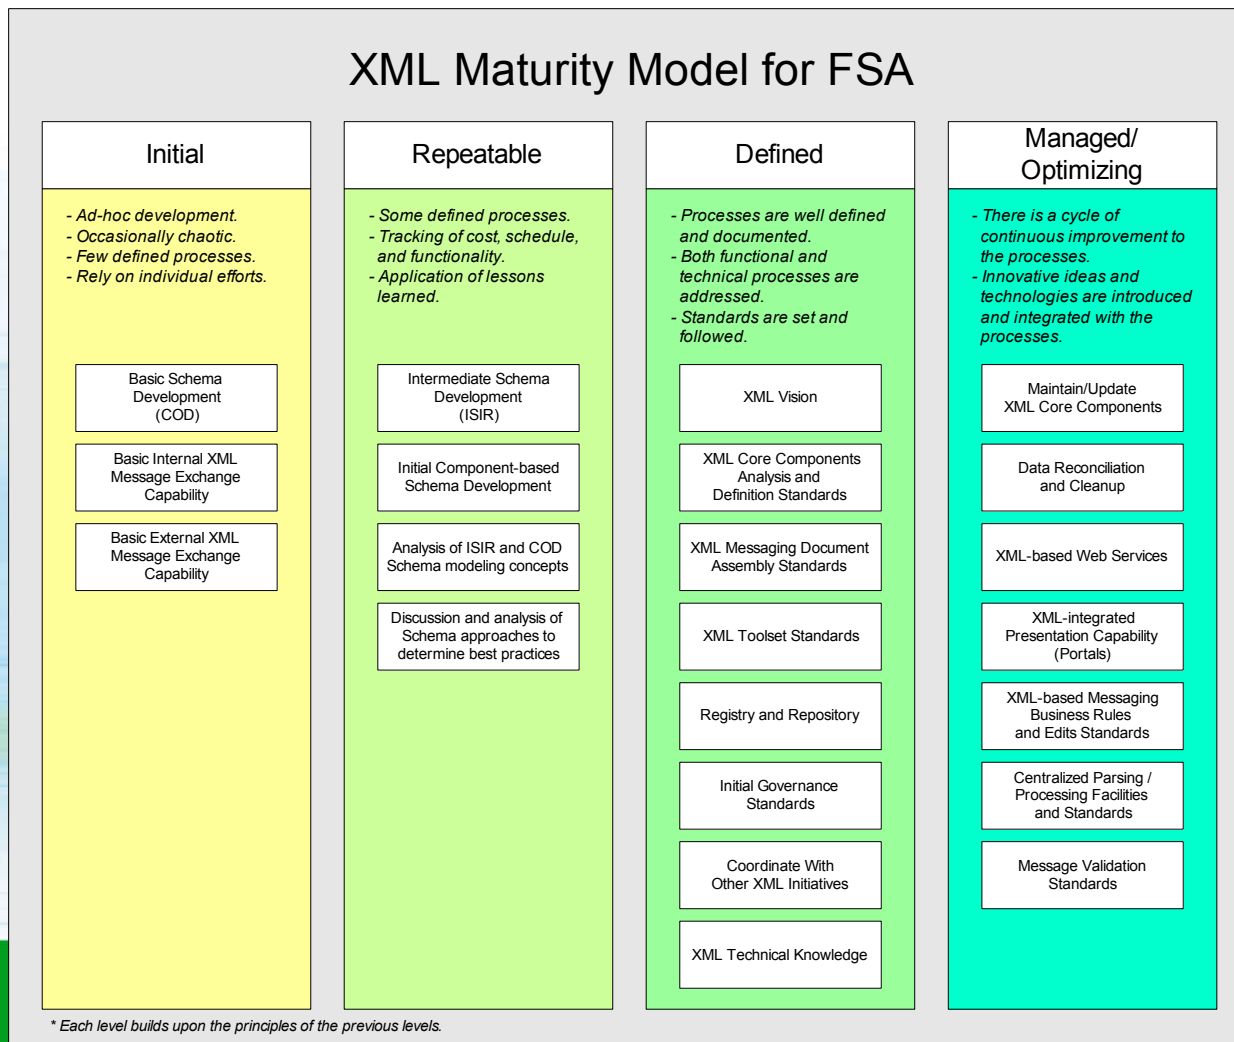 XML Maturity Model for FSA
Initial
- Ad-hoc development.
- Occasionally chaotic.
- Few defined processes.
- Rely on individual efforts.
Basic Schema
Development
(COD)
Basic Internal XML
Message Exchange
Capability
Basic External XML
Message Exchange
Capability
Repeatable
- Some defined processes.
- Tracking of cost, schedule,
and functionality.
- Application of lessons
learned.
Intermediate Schema
Development
(ISIR)
Initial Component-based
Schema Development
Analysis of ISIR and COD
Schema modeling concepts
Discussion and analysis of
Schema approaches to
determine best practices
Defined
- Processes are well defined
and documented.
- Both functional and
technical processes are
addressed.
- Standards are set and
followed.
XML Vision
XML Core Components
Analysis and
Definition Standards
XML Messaging Document
Assembly Standards
XML Toolset Standards
Registry and Repository
Initial Governance
Standards
Coordinate With
Other XML Initiatives
XML Technical Knowledge
Managed/
Optimizing
- There is a cycle of
continuous improvement to
the processes.
- Innovative ideas and
technologies are introduced
and integrated with the
processes.
Maintain/Update
XML Core Components
Data Reconciliation
and Cleanup
XML-based Web Services
XML-integrated
Presentation Capability
(Portals)
XML-based Messaging
Business Rules
and Edits Standards
Centralized Parsing /
Processing Facilities
and Standards
Message Validation
Standards
* Each level builds upon the principles of the previous levels.